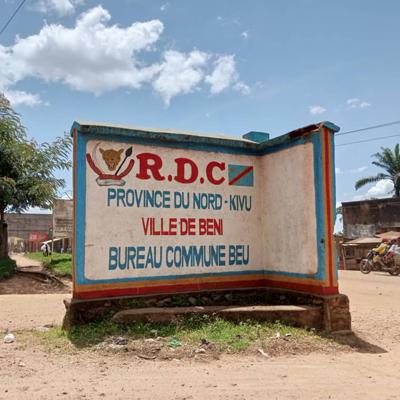 R.D.C
PROVINCE DU NORD - KIVU
VILLE DE BENI
BUREAU COMMUNE BEU